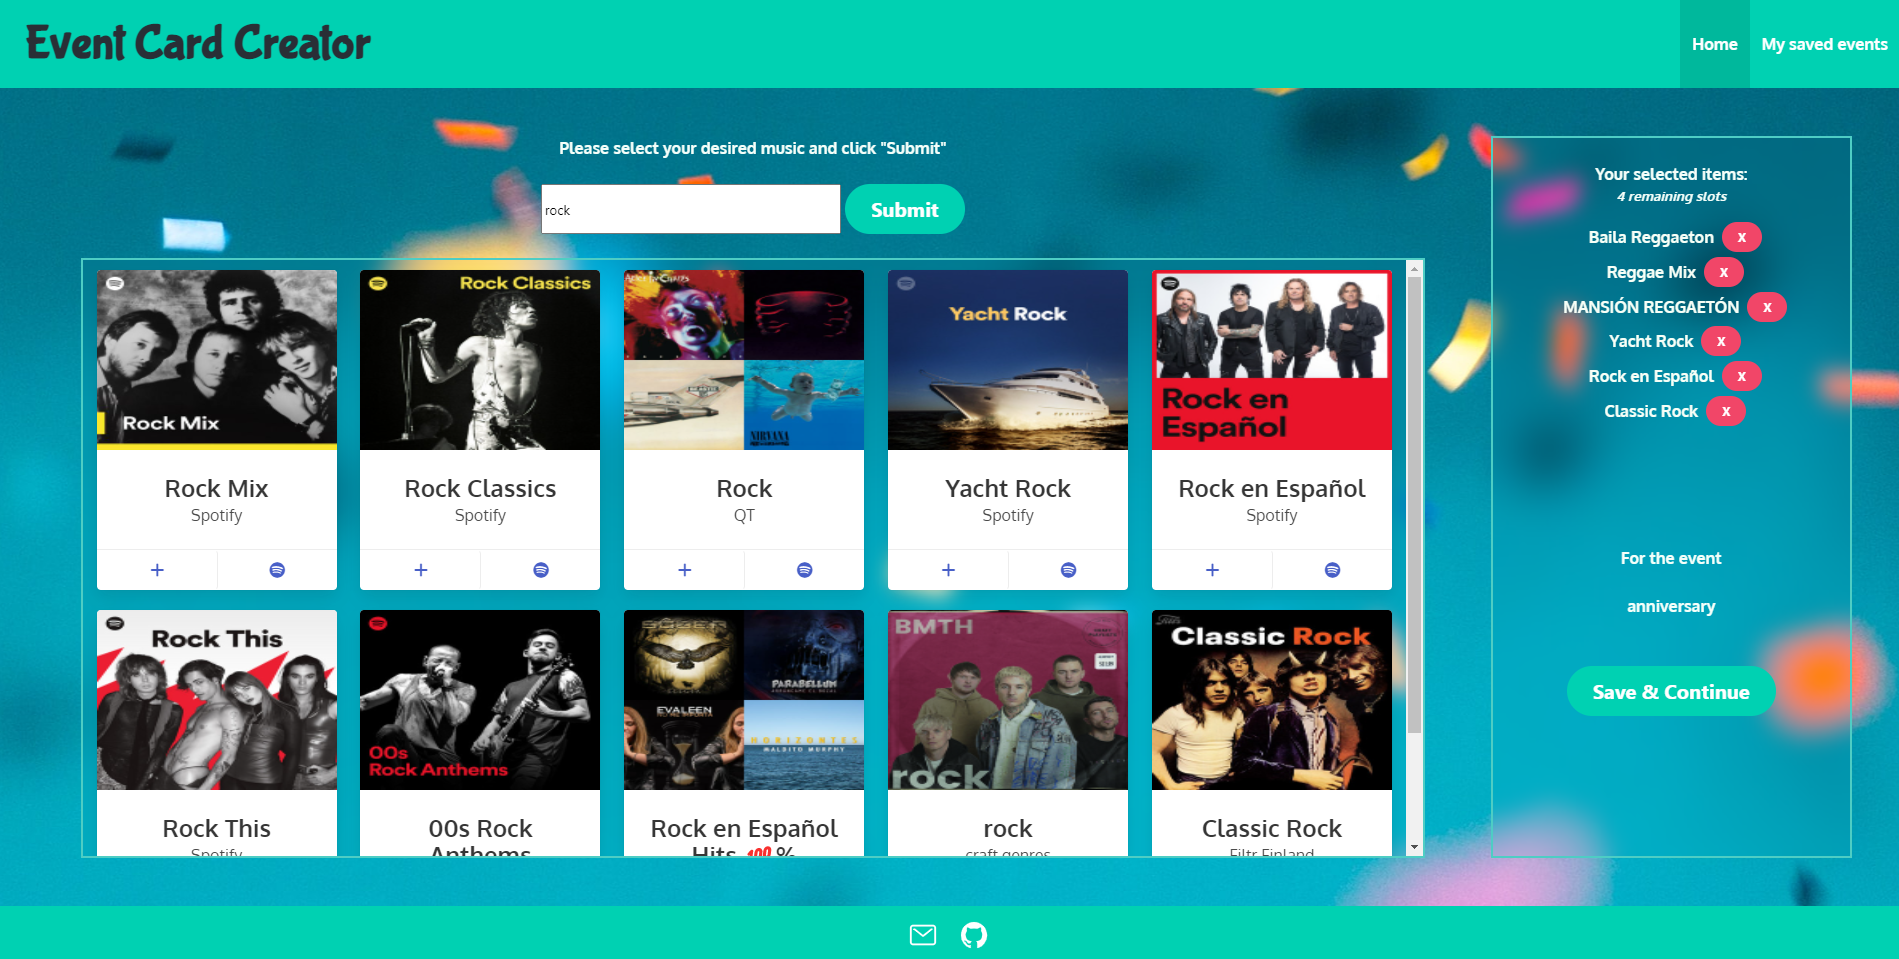 Event Card Creator
Home
My saved events
Please select your desired music and click "Submit"
rock
Submit
Your selected items:
4 remaining slots
Baila Reggaeton x
Reggae Mix x
MANSIÓN REGGAETÓN x
Yacht Rock x
Rock en Español x
Classic Rock x
For the event
anniversary
Save & Continue
Rock Mix
Rock Classics
NIRVANA
Yacht Rock
Rock en
Español
Rock Mix
Spotify
Rock Classics
Spotify
Rock
QT
Yacht Rock
Spotify
Rock en Español
Spotify
Rock This
00s
Rock Anthems
PARABELLUM
EVALEEN
HORIZONTES
MALDITO MURPHY
BMTH
rock
Classic Rock
Rock This
Spotify
00s Rock
Anthems
Rock en Español
Hits 💯 %
rock
craft genres
Classic Rock
Filtr Finland